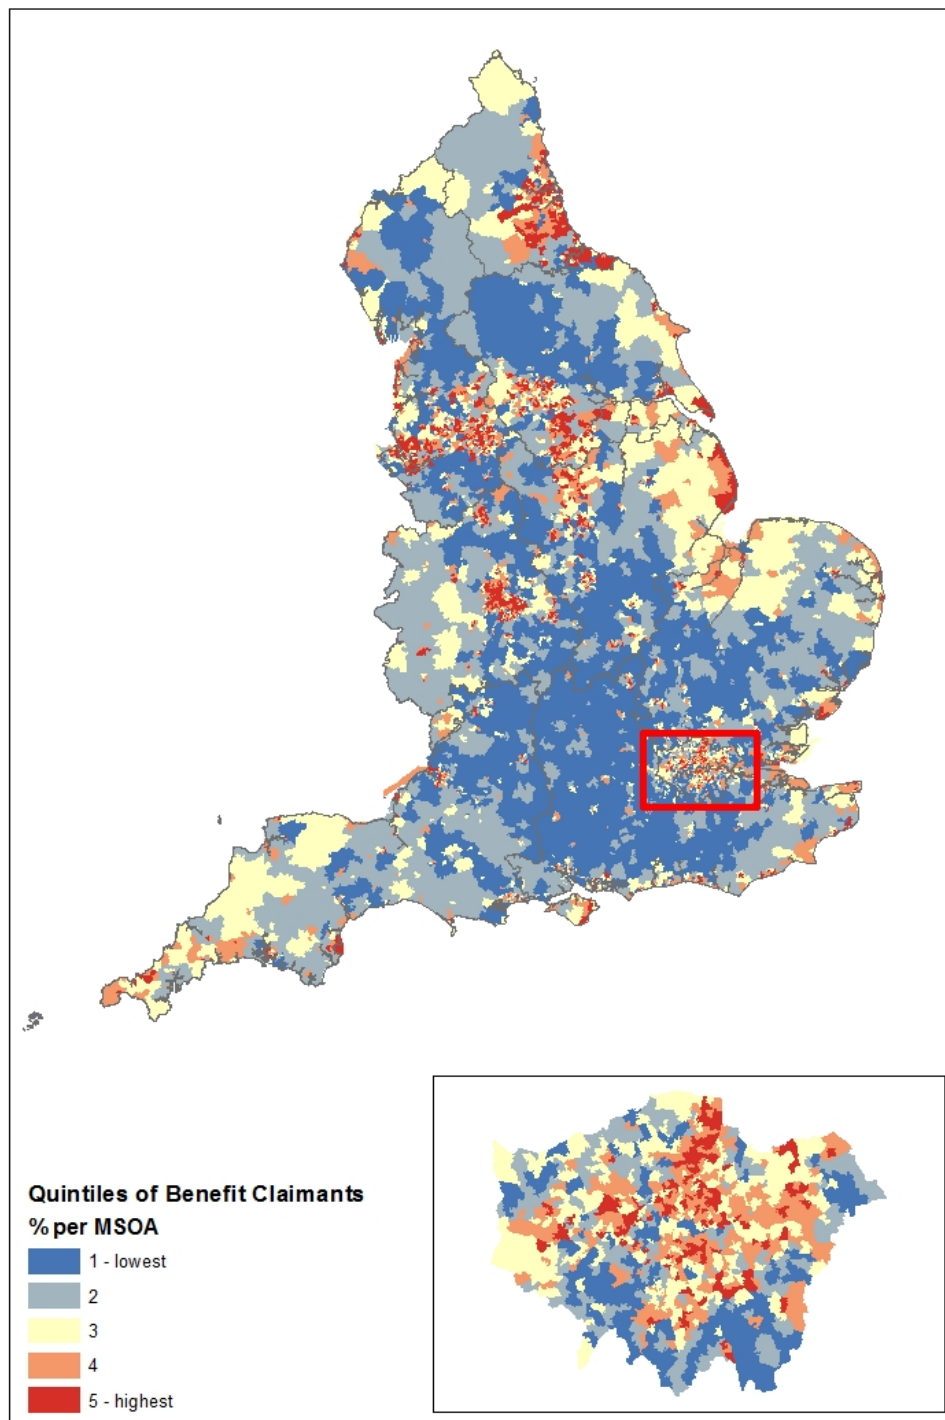 Quintiles of Benefit Claimants
% per MSOA
1 - lowest
2
3
4
5 - highest